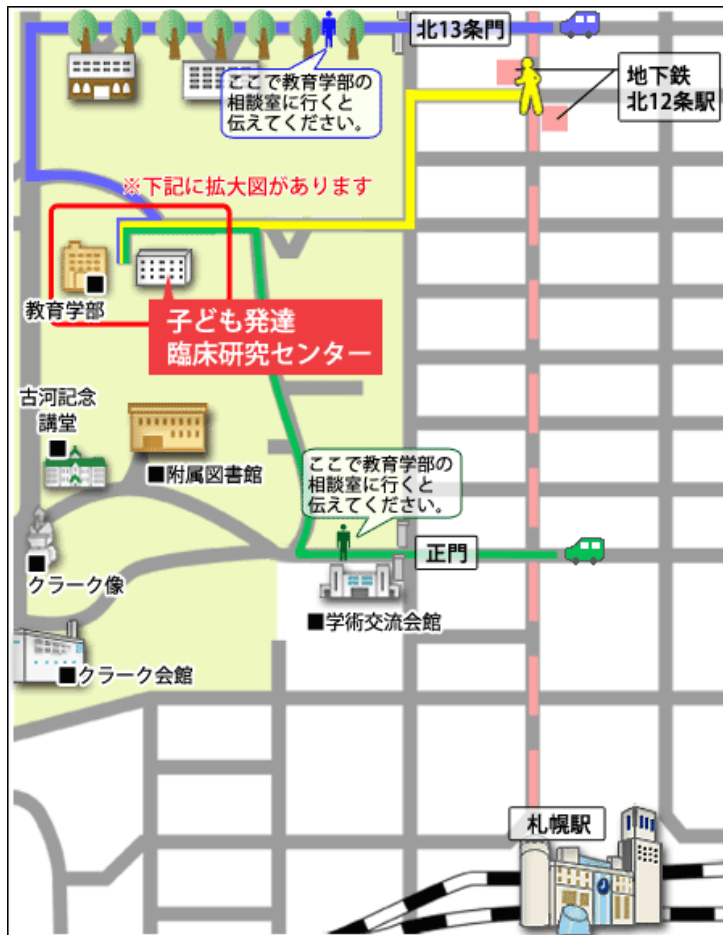 北13条門
地下鉄
北12条駅
ここで教育学部の
相談室に行くと
伝えてください。
※下記に拡大図があります
教育学部
子ども発達
臨床研究センター
古河記念
講堂
■附属図書館
ここで教育学部の
相談室に行くと
伝えてください。
正門
クラーク像
■学術交流会館
■クラーク会館
札幌駅